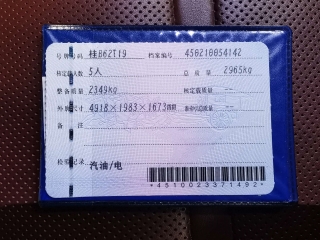 号牌号码 桂B62T19 档案编号 450210054142
核定载人数 5人 总质量 2965kg
整备质量 2349kg 核定载质量 --
外廓尺寸 4918×1983×1673mm 准牵引总质量 --
备注
检验记录 汽油/电
*4510023371492*